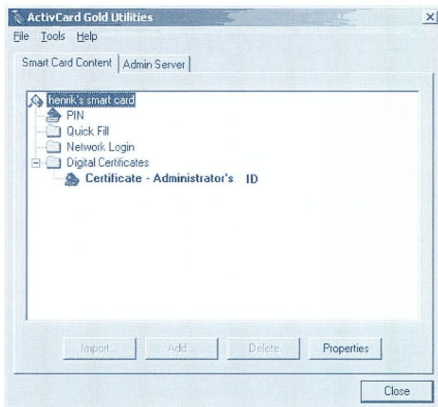 ActivCard Gold Utilities
File Tools Help
Smart Card Content Admin Server
henrik's smart card
PIN
Quick Fill
Network Login
Digital Certificates
Certificate - Administrator's ID
Import... Add... Delete Properties
Close